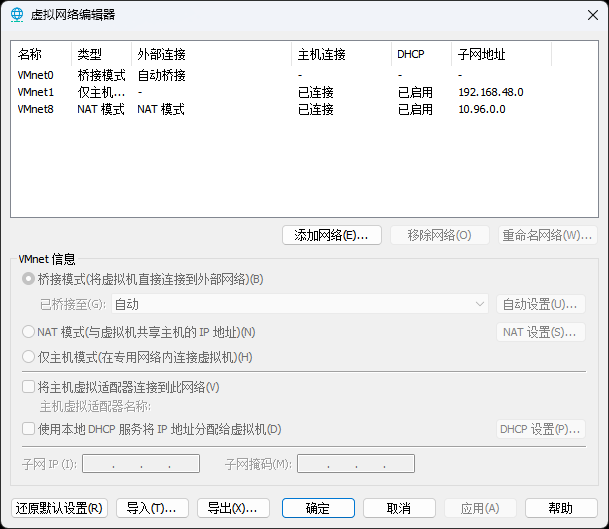 虚拟网络编辑器
名称 类型 外部连接 主机连接 DHCP 子网地址
VMnet0 桥接模式 自动桥接 - - -
VMnet1 仅主机... - 已连接 已启用 192.168.48.0
VMnet8 NAT 模式 NAT 模式 已连接 已启用 10.96.0.0
添加网络(E)... 移除网络(O) 重命名网络(W)...
VMnet 信息
桥接模式(将虚拟机直接连接到外部网络)(B)
已桥接至(G): 自动 自动设置(U)...
NAT 模式(与虚拟机共享主机的 IP 地址)(N) NAT 设置(S)...
仅主机模式(在专用网络内连接虚拟机)(H)
将主机虚拟适配器连接到此网络(V)
主机虚拟适配器名称:
使用本地 DHCP 服务将 IP 地址分配给虚拟机(D) DHCP 设置(P)...
子网 IP (I): . . . 子网掩码(M): . . .
还原默认设置(R) 导入(T)... 导出(X)... 确定 取消 应用(A) 帮助